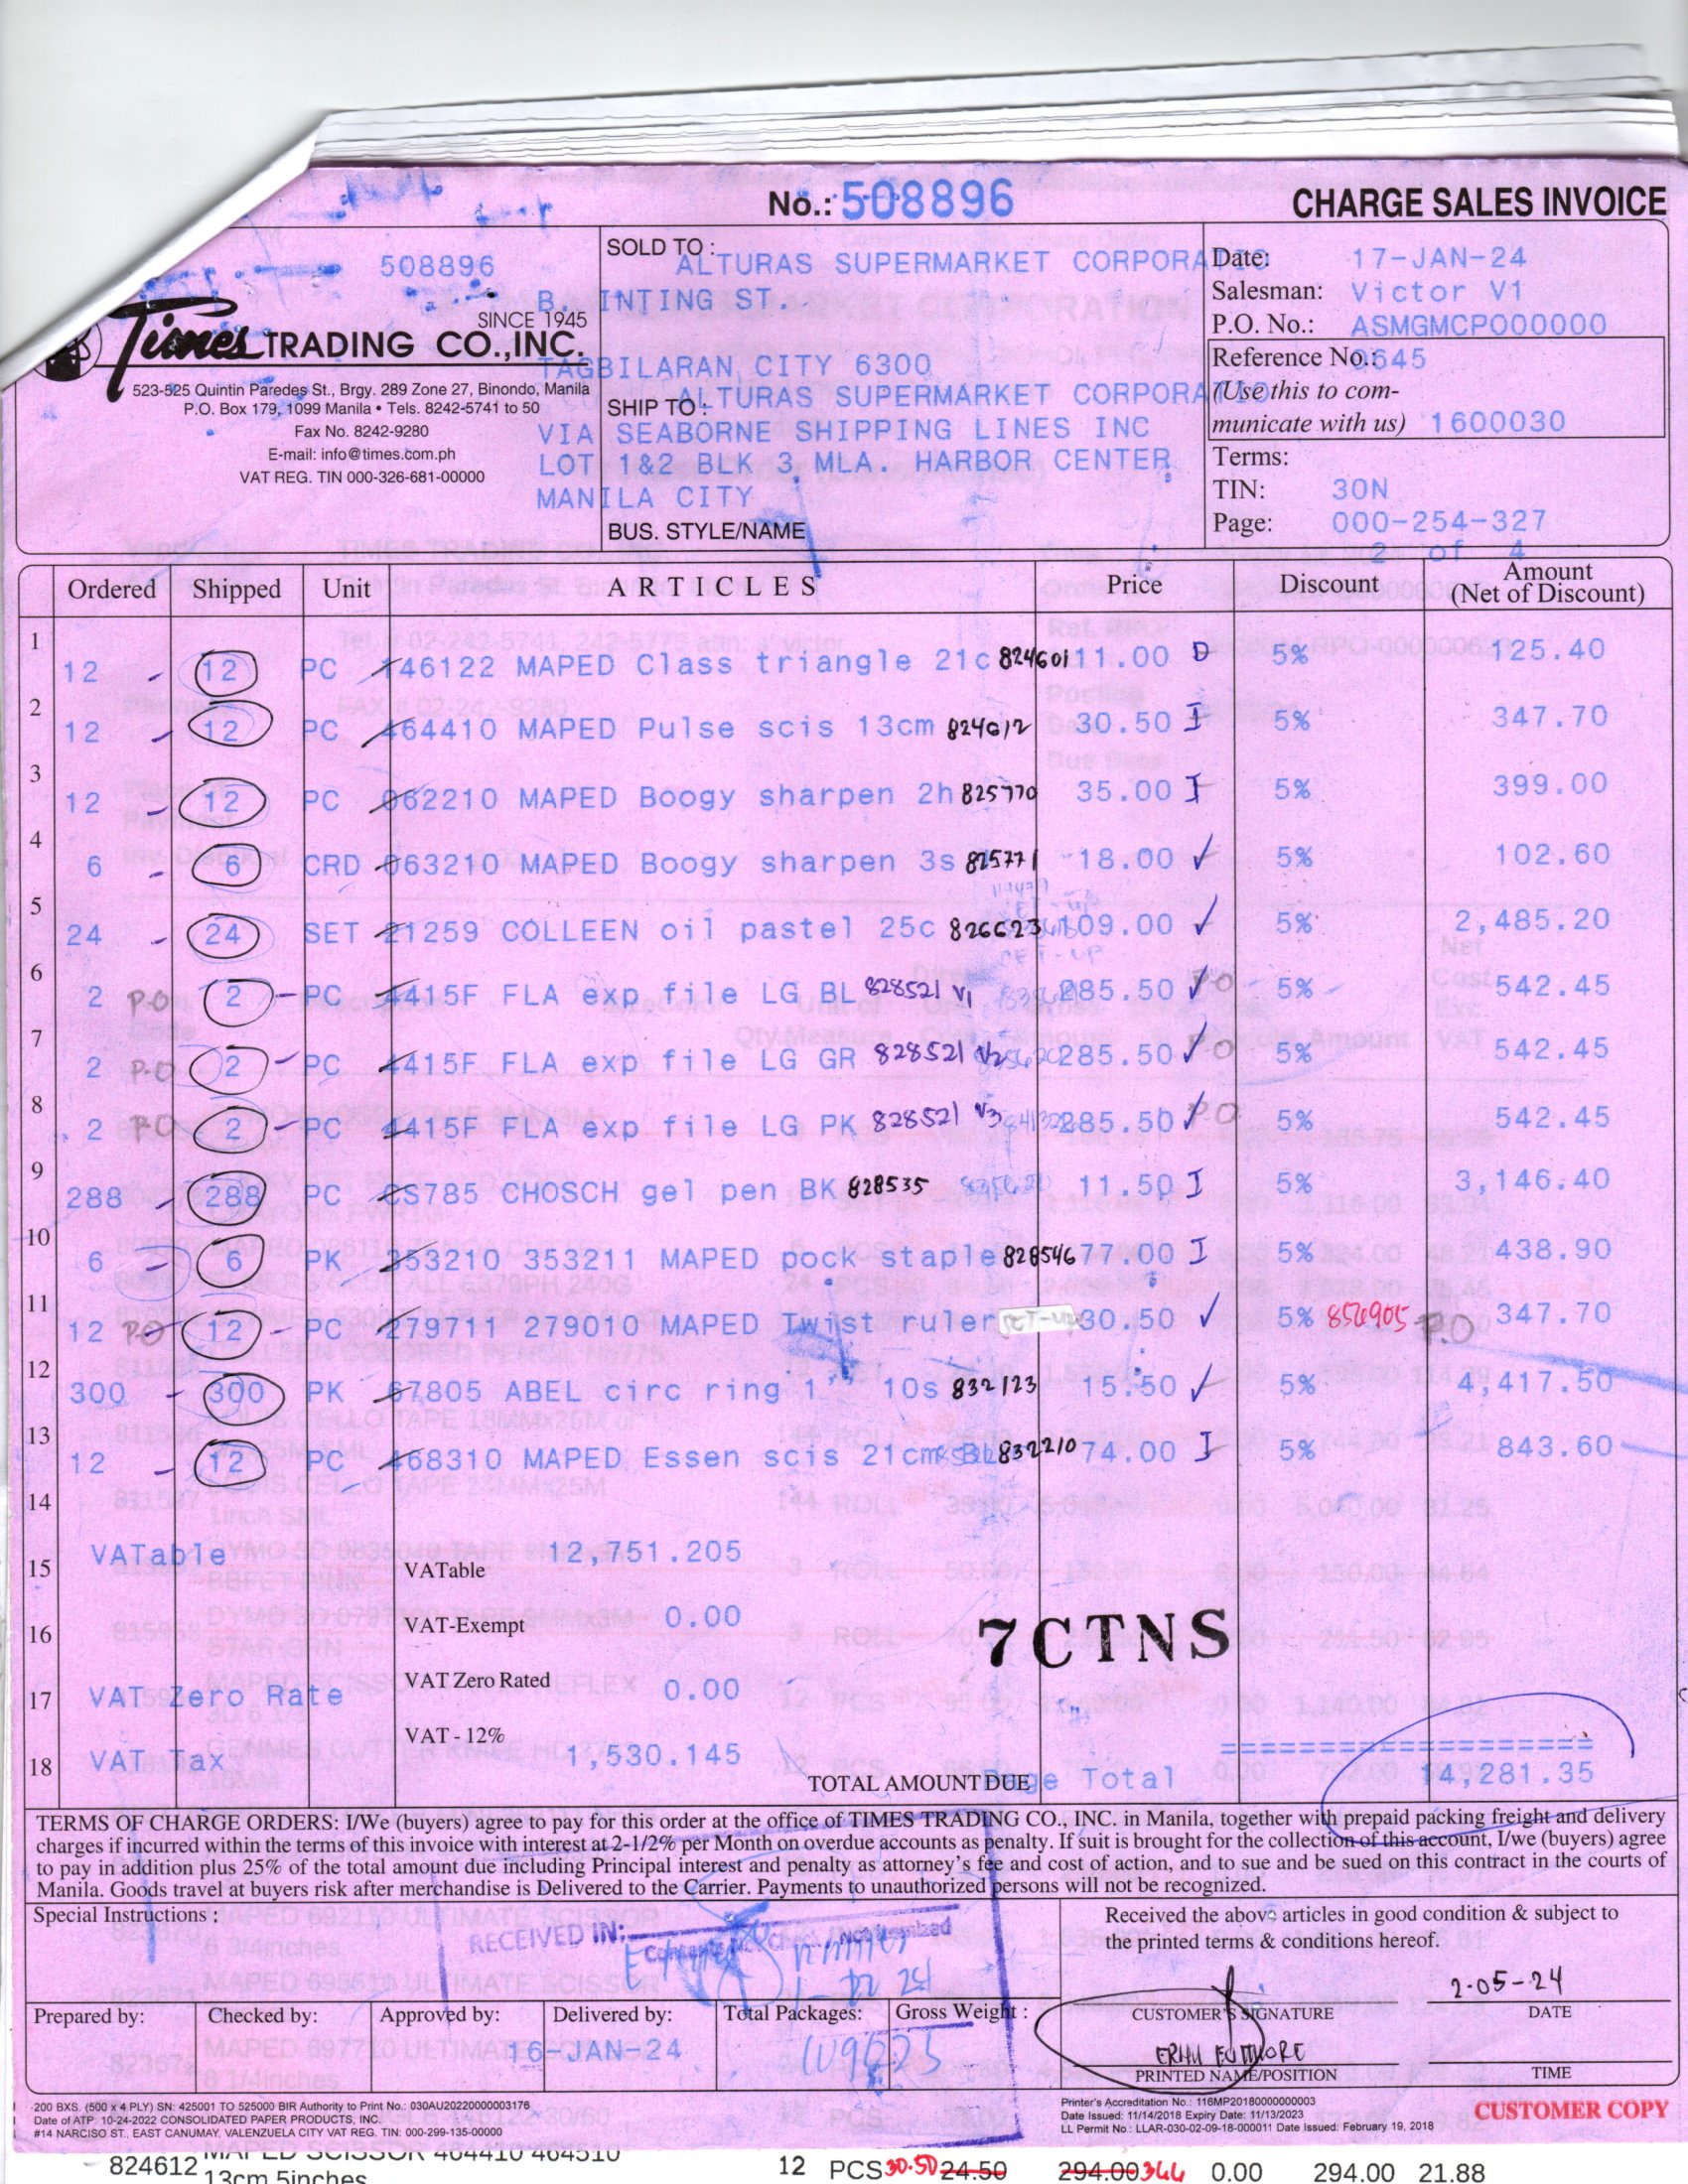 No.: 508896
CHARGE SALES INVOICE
508896
Times TRADING CO., INC.
SINCE 1945
523-525 Quintin Paredes St., Brgy. 289 Zone 27, Binondo, Manila
P.O. Box 179, 1099 Manila • Tels. 8242-5741 to 50
Fax No. 8242-9280
E-mail: info@times.com.ph
VAT REG. TIN 000-326-681-00000
SOLD TO :
ALTURAS SUPERMARKET CORPORATIO
B. INTING ST.
TAGBILARAN CITY 6300
SHIP TO :
ALTURAS SUPERMARKET CORPORATIO
VIA SEABORNE SHIPPING LINES INC
LOT 1&2 BLK 3 MLA. HARBOR CENTER
MANILA CITY
BUS. STYLE/NAME
Date: 17-JAN-24
Salesman: Victor V1
P.O. No.: ASMGMCPO00000
Reference No.: 0645
(Use this to com-
municate with us) 1600030
Terms:
TIN: 30N
Page: 000-254-327
2 of 4
Ordered Shipped Unit ARTICLES Price Discount Amount (Net of Discount)
1 12 12 PC 146122 MAPED Class triangle 21c 824601 11.00 D 5% 125.40
2 12 12 PC 464410 MAPED Pulse scis 13cm 824612 30.50 I 5% 347.70
3 12 12 PC 062210 MAPED Boogy sharpen 2h 825770 35.00 I 5% 399.00
4 6 6 CRD 063210 MAPED Boogy sharpen 3s 825771 18.00 ✓ 5% 102.60
5 24 24 SET 21259 COLLEEN oil pastel 25c 826623 109.00 ✓ 5% 2,485.20
6 2 P.O 2 PC 4415F FLA exp file LG BL 828521 V1 285.50 ✓ PO 5% 542.45
7 2 P.O 2 PC 4415F FLA exp file LG GR 828521 V2 285.50 ✓ O 5% 542.45
8 2 P.O 2 PC 4415F FLA exp file LG PK 828521 V3 285.50 ✓ P.O 5% 542.45
9 288 288 PC CS785 CHOSCH gel pen BK 828535 11.50 I 5% 3,146.40
10 6 6 PK 353210 353211 MAPED pock staple 828546 77.00 I 5% 438.90
11 12 PO 12 PC 279711 279010 MAPED Twist ruler SET-UP 30.50 ✓ 5% 856905 P.O 347.70
12 300 300 PK 67805 ABEL circ ring 1" 10s 832123 15.50 ✓ 5% 4,417.50
13 12 12 PC 468310 MAPED Essen scis 21cm BL 832210 74.00 I 5% 843.60
14
15 VATable VATable 12,751.205
16 VAT-Exempt 0.00
7 CTNS
17 VAT Zero Rate VAT Zero Rated 0.00
18 VAT Tax VAT - 12% 1,530.145
===================
TOTAL AMOUNT DUE Page Total 14,281.35
TERMS OF CHARGE ORDERS: I/We (buyers) agree to pay for this order at the office of TIMES TRADING CO., INC. in Manila, together with prepaid packing freight and delivery
charges if incurred within the terms of this invoice with interest at 2-1/2% per Month on overdue accounts as penalty. If suit is brought for the collection of this account, I/we (buyers) agree
to pay in addition plus 25% of the total amount due including Principal interest and penalty as attorney's fee and cost of action, and to sue and be sued on this contract in the courts of
Manila. Goods travel at buyers risk after merchandise is Delivered to the Carrier. Payments to unauthorized persons will not be recognized.
Special Instructions :
RECEIVED IN:
Received the above articles in good condition & subject to
the printed terms & conditions hereof.
2-05-24
CUSTOMER'S SIGNATURE
DATE
PRINTED NAME/POSITION
TIME
Prepared by:
Checked by:
Approved by:
Delivered by:
Total Packages:
Gross Weight :
16-JAN-24
200 BXS. (500 x 4 PLY) SN: 425001 TO 525000 BIR Authority to Print No.: 030AU20220000003176
Date of ATP: 10-24-2022 CONSOLIDATED PAPER PRODUCTS, INC.
#14 NARCISO ST., EAST CANUMAY, VALENZUELA CITY VAT REG. TIN: 000-299-135-00000
Printer's Accreditation No.: 116MP20180000000003
Date Issued: 11/14/2018 Expiry Date: 11/13/2023
LL Permit No.: LLAR-030-02-09-18-000011 Date Issued: February 19, 2018
CUSTOMER COPY
824612 MAPED SCISSOR 464410 464510
13cm 5inches
12 PCS 30.50 24.50 294.00 366 0.00 294.00 21.88